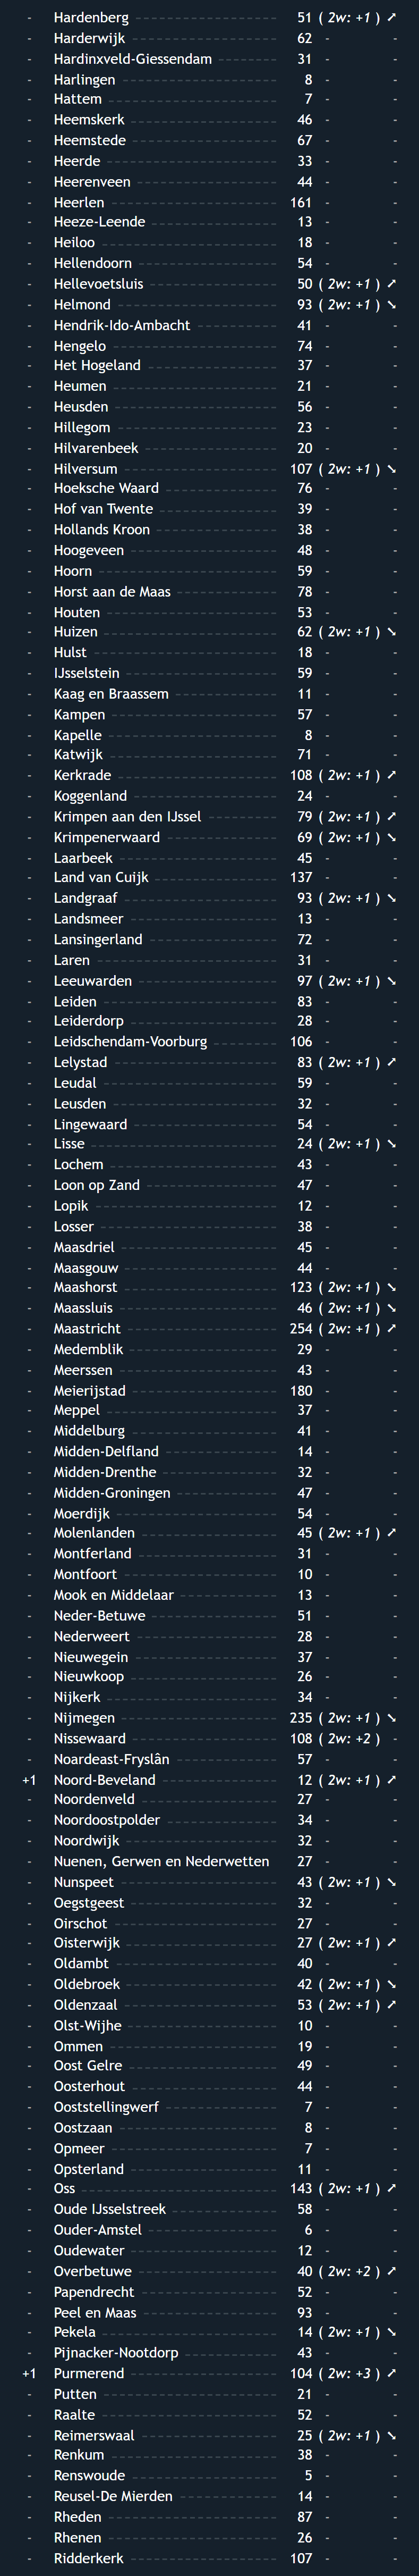 - Hardenberg 51 ( 2w: +1 ) ➚
- Harderwijk 62 - -
- Hardinxveld-Giessendam 31 - -
- Harlingen 8 - -
- Hattem 7 - -
- Heemskerk 46 - -
- Heemstede 67 - -
- Heerde 33 - -
- Heerenveen 44 - -
- Heerlen 161 - -
- Heeze-Leende 13 - -
- Heiloo 18 - -
- Hellendoorn 54 - -
- Hellevoetsluis 50 ( 2w: +1 ) ➚
- Helmond 93 ( 2w: +1 ) ➘
- Hendrik-Ido-Ambacht 41 - -
- Hengelo 74 - -
- Het Hogeland 37 - -
- Heumen 21 - -
- Heusden 56 - -
- Hillegom 23 - -
- Hilvarenbeek 20 - -
- Hilversum 107 ( 2w: +1 ) ➘
- Hoeksche Waard 76 - -
- Hof van Twente 39 - -
- Hollands Kroon 38 - -
- Hoogeveen 48 - -
- Hoorn 59 - -
- Horst aan de Maas 78 - -
- Houten 53 - -
- Huizen 62 ( 2w: +1 ) ➘
- Hulst 18 - -
- IJsselstein 59 - -
- Kaag en Braassem 11 - -
- Kampen 57 - -
- Kapelle 8 - -
- Katwijk 71 - -
- Kerkrade 108 ( 2w: +1 ) ➚
- Koggenland 24 - -
- Krimpen aan den IJssel 79 ( 2w: +1 ) ➚
- Krimpenerwaard 69 ( 2w: +1 ) ➘
- Laarbeek 45 - -
- Land van Cuijk 137 - -
- Landgraaf 93 ( 2w: +1 ) ➘
- Landsmeer 13 - -
- Lansingerland 72 - -
- Laren 31 - -
- Leeuwarden 97 ( 2w: +1 ) ➘
- Leiden 83 - -
- Leiderdorp 28 - -
- Leidschendam-Voorburg 106 - -
- Lelystad 83 ( 2w: +1 ) ➚
- Leudal 59 - -
- Leusden 32 - -
- Lingewaard 54 - -
- Lisse 24 ( 2w: +1 ) ➘
- Lochem 43 - -
- Loon op Zand 47 - -
- Lopik 12 - -
- Losser 38 - -
- Maasdriel 45 - -
- Maasgouw 44 - -
- Maashorst 123 ( 2w: +1 ) ➘
- Maassluis 46 ( 2w: +1 ) ➘
- Maastricht 254 ( 2w: +1 ) ➚
- Medemblik 29 - -
- Meerssen 43 - -
- Meierijstad 180 - -
- Meppel 37 - -
- Middelburg 41 - -
- Midden-Delfland 14 - -
- Midden-Drenthe 32 - -
- Midden-Groningen 47 - -
- Moerdijk 54 - -
- Molenlanden 45 ( 2w: +1 ) ➚
- Montferland 31 - -
- Montfoort 10 - -
- Mook en Middelaar 13 - -
- Neder-Betuwe 51 - -
- Nederweert 28 - -
- Nieuwegein 37 - -
- Nieuwkoop 26 - -
- Nijkerk 34 - -
- Nijmegen 235 ( 2w: +1 ) ➘
- Nissewaard 108 ( 2w: +2 ) -
- Noardeast-Fryslân 57 - -
+1 Noord-Beveland 12 ( 2w: +1 ) ➚
- Noordenveld 27 - -
- Noordoostpolder 34 - -
- Noordwijk 32 - -
- Nuenen, Gerwen en Nederwetten 27 - -
- Nunspeet 43 ( 2w: +1 ) ➘
- Oegstgeest 32 - -
- Oirschot 27 - -
- Oisterwijk 27 ( 2w: +1 ) ➚
- Oldambt 40 - -
- Oldebroek 42 ( 2w: +1 ) ➘
- Oldenzaal 53 ( 2w: +1 ) ➚
- Olst-Wijhe 10 - -
- Ommen 19 - -
- Oost Gelre 49 - -
- Oosterhout 44 - -
- Ooststellingwerf 7 - -
- Oostzaan 8 - -
- Opmeer 7 - -
- Opsterland 11 - -
- Oss 143 ( 2w: +1 ) ➚
- Oude IJsselstreek 58 - -
- Ouder-Amstel 6 - -
- Oudewater 12 - -
- Overbetuwe 40 ( 2w: +2 ) ➚
- Papendrecht 52 - -
- Peel en Maas 93 - -
- Pekela 14 ( 2w: +1 ) ➘
- Pijnacker-Nootdorp 43 - -
+1 Purmerend 104 ( 2w: +3 ) ➚
- Putten 21 - -
- Raalte 52 - -
- Reimerswaal 25 ( 2w: +1 ) ➘
- Renkum 38 - -
- Renswoude 5 - -
- Reusel-De Mierden 14 - -
- Rheden 87 - -
- Rhenen 26 - -
- Ridderkerk 107 - -